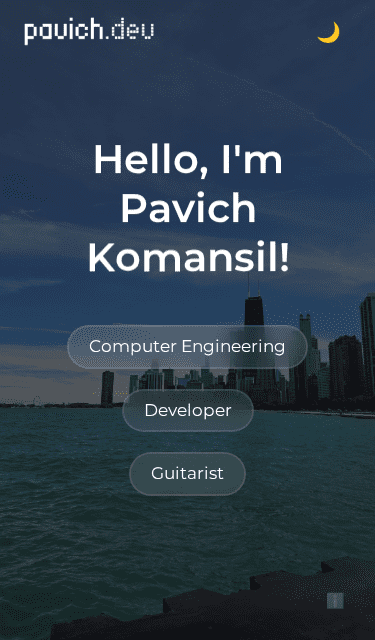 pavich.dev
Hello, I'm
Pavich
Komansil!
Computer Engineering
Developer
Guitarist